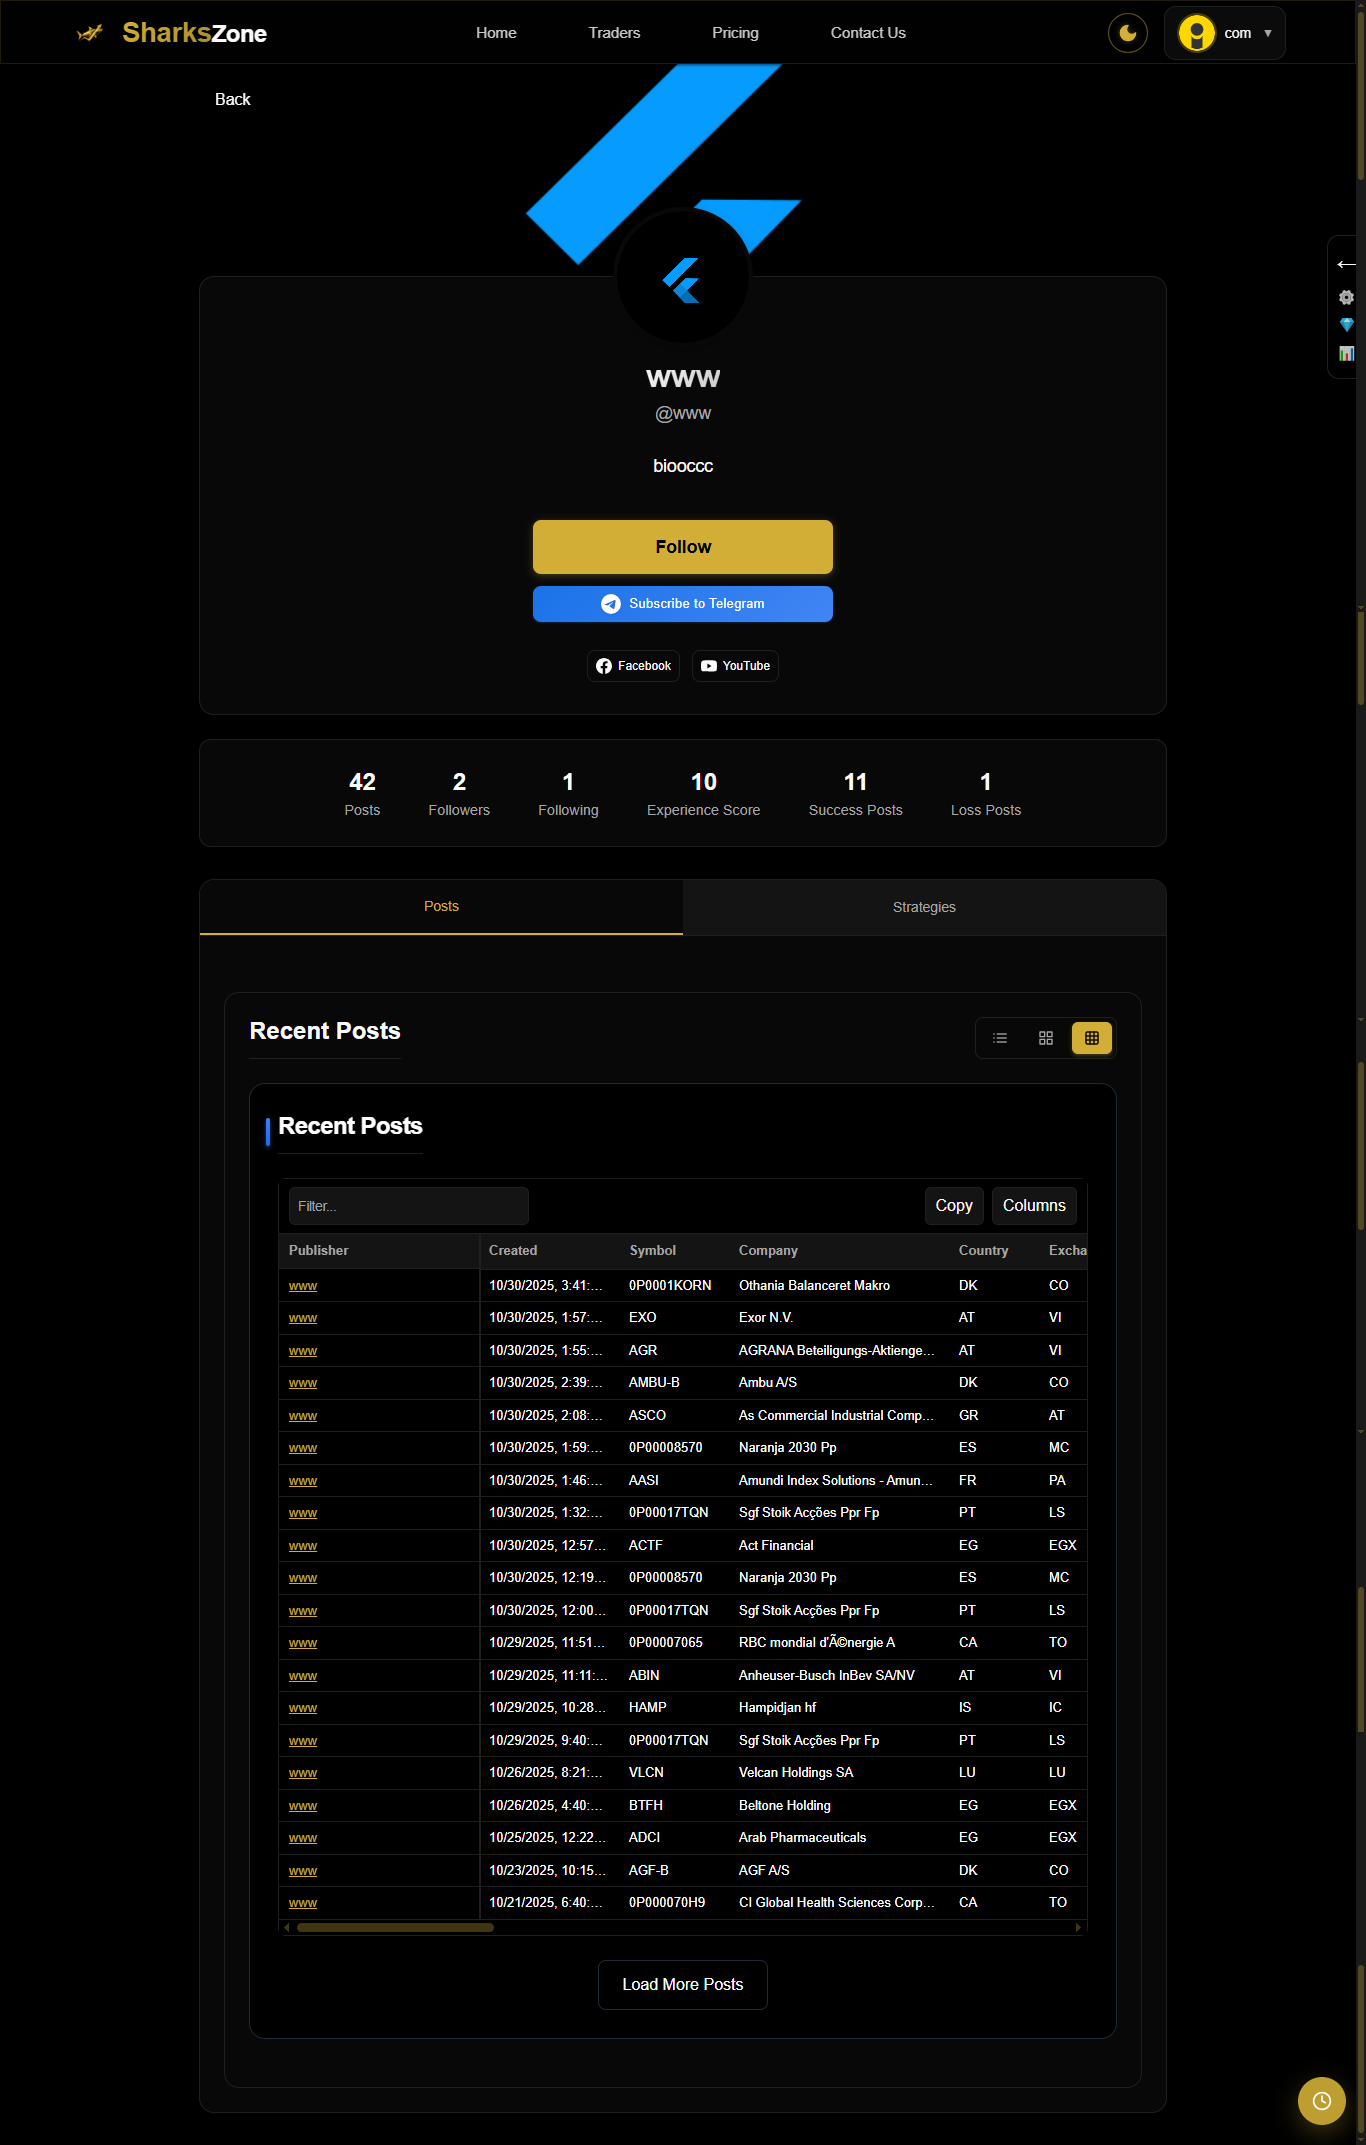 SharksZone Home Traders Pricing Contact Us com ▼
Back
www
@www
biooccc
Follow
Subscribe to Telegram
Facebook YouTube
42 2 1 10 11 1
Posts Followers Following Experience Score Success Posts Loss Posts
Posts Strategies
Recent Posts
Recent Posts
Filter... Copy Columns
Publisher Created Symbol Company Country Excha
www 10/30/2025, 3:41:... 0P0001KORN Othania Balanceret Makro DK CO
www 10/30/2025, 1:57:... EXO Exor N.V. AT VI
www 10/30/2025, 1:55:... AGR AGRANA Beteiligungs-Aktienge... AT VI
www 10/30/2025, 2:39:... AMBU-B Ambu A/S DK CO
www 10/30/2025, 2:08:... ASCO As Commercial Industrial Comp... GR AT
www 10/30/2025, 1:59:... 0P00008570 Naranja 2030 Pp ES MC
www 10/30/2025, 1:46:... AASI Amundi Index Solutions - Amun... FR PA
www 10/30/2025, 1:32:... 0P00017TQN Sgf Stoik Acções Ppr Fp PT LS
www 10/30/2025, 12:57... ACTF Act Financial EG EGX
www 10/30/2025, 12:19... 0P00008570 Naranja 2030 Pp ES MC
www 10/30/2025, 12:00... 0P00017TQN Sgf Stoik Acções Ppr Fp PT LS
www 10/29/2025, 11:51... 0P00007065 RBC mondial d'Ã©nergie A CA TO
www 10/29/2025, 11:11:... ABIN Anheuser-Busch InBev SA/NV AT VI
www 10/29/2025, 10:28... HAMP Hampidjan hf IS IC
www 10/29/2025, 9:40:... 0P00017TQN Sgf Stoik Acções Ppr Fp PT LS
www 10/26/2025, 8:21:... VLCN Velcan Holdings SA LU LU
www 10/26/2025, 4:40:... BTFH Beltone Holding EG EGX
www 10/25/2025, 12:22... ADCI Arab Pharmaceuticals EG EGX
www 10/23/2025, 10:15... AGF-B AGF A/S DK CO
www 10/21/2025, 6:40:... 0P000070H9 CI Global Health Sciences Corp... CA TO
Load More Posts